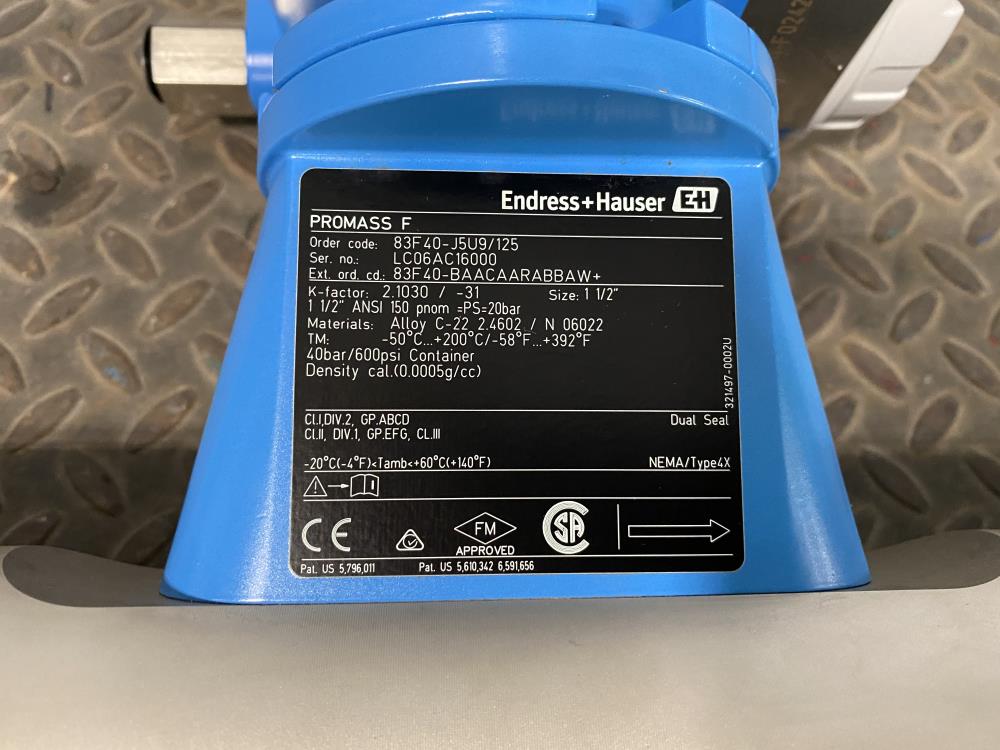 FF0242
Endress+Hauser EH
PROMASS F
Order code: 83F40-J5U9/125
Ser. no.: LC06AC16000
Ext. ord. cd.: 83F40-BAACAARABBAW+
K-factor: 2.1030 / -31 Size: 1 1/2"
1 1/2" ANSI 150 pnom =PS=20bar
Materials: Alloy C-22 2.4602 / N 06022
TM: -50°C...+200°C/-58°F...+392°F
40bar/600psi Container
Density cal.(0.0005g/cc)
321497-0002U
Cl.I,DIV.2, GP.ABCD Dual Seal
Cl.II, DIV.1, GP.EFG, CL.III
-20°C(-4°F)<Tamb<+60°C(+140°F) NEMA/Type4X
CE FM SA
APPROVED
Pat. US 5,796,011 Pat. US 5,610,342 6,591,656